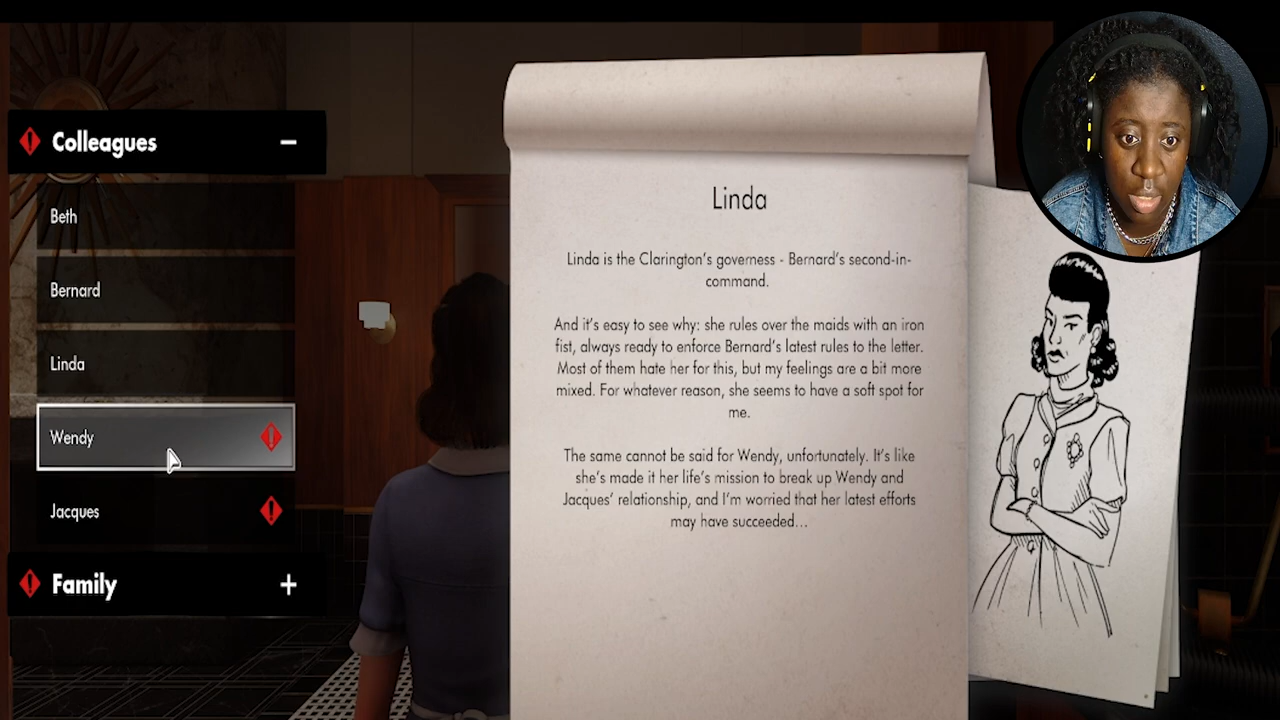 Colleagues
Beth
Bernard
Linda
Wendy
Jacques
Family
Linda
Linda is the Clarington's governess - Bernard's second-in-
command.
And it's easy to see why: she rules over the maids with an iron
fist, always ready to enforce Bernard's latest rules to the letter.
Most of them hate her for this, but my feelings are a bit more
mixed. For whatever reason, she seems to have a soft spot for
me.
The same cannot be said for Wendy, unfortunately. It's like
she's made it her life's mission to break up Wendy and
Jacques' relationship, and I'm worried that her latest efforts
may have succeeded...